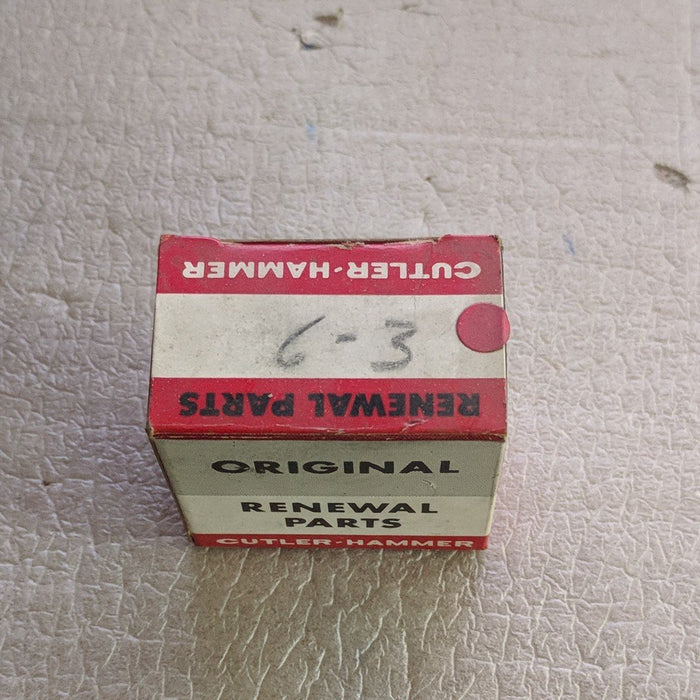 CUTLER-HAMMER
6-3
RENEWAL PARTS
ORIGINAL
RENEWAL
PARTS
CUTLER-HAMMER